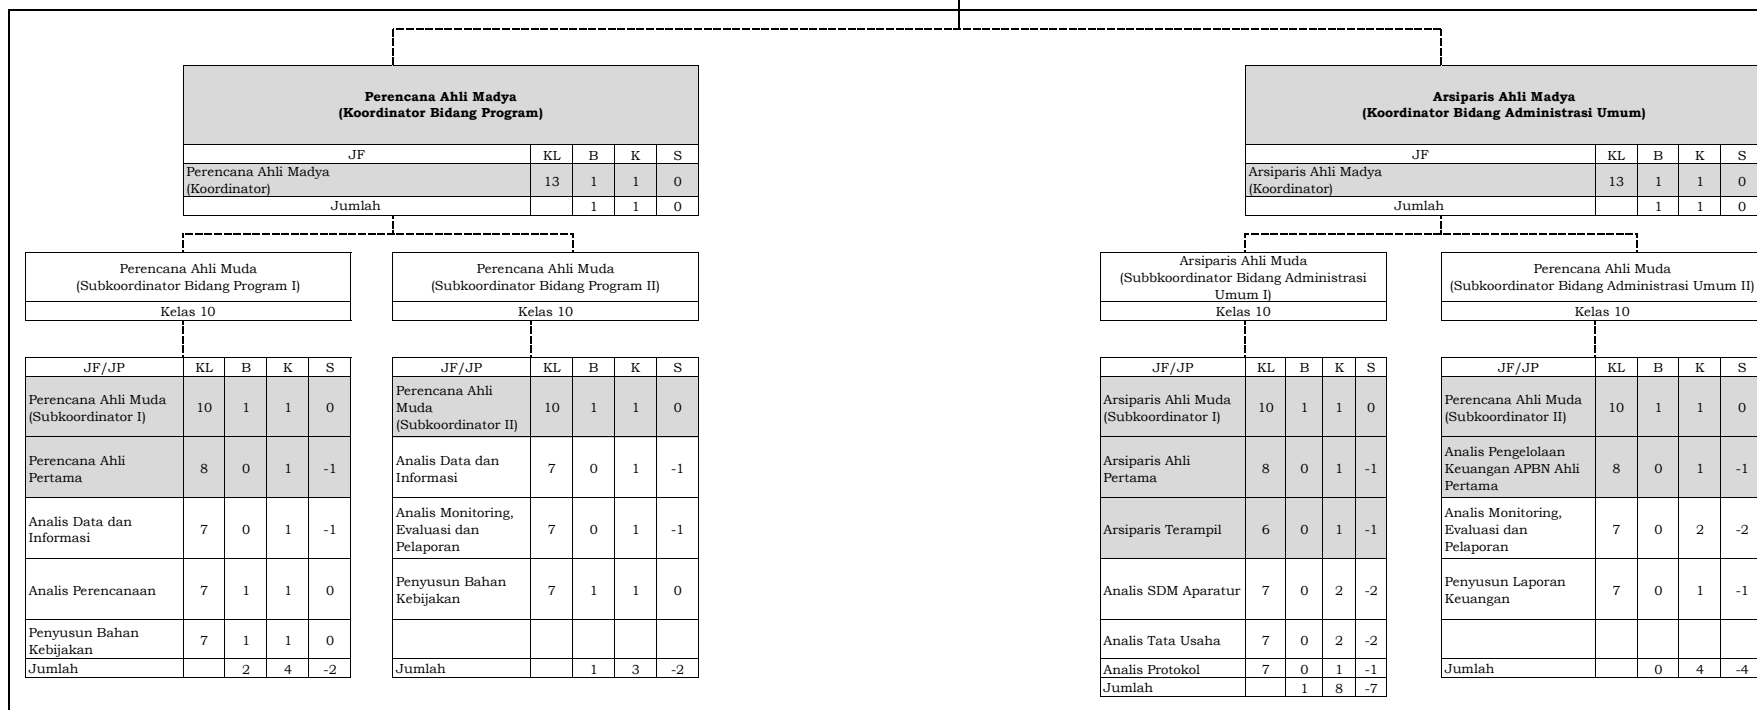 Perencana Ahli Madya
(Koordinator Bidang Program)
JF KL B K S
Perencana Ahli Madya
(Koordinator) 13 1 1 0
Jumlah 1 1 0
Arsiparis Ahli Madya
(Koordinator Bidang Administrasi Umum)
JF KL B K S
Arsiparis Ahli Madya
(Koordinator) 13 1 1 0
Jumlah 1 1 0
Perencana Ahli Muda
(Subkoordinator Bidang Program I)
Kelas 10
JF/JP KL B K S
Perencana Ahli Muda
(Subkoordinator I) 10 1 1 0
Perencana Ahli
Pertama 8 0 1 -1
Analis Data dan
Informasi 7 0 1 -1
Analis Perencanaan 7 1 1 0
Penyusun Bahan
Kebijakan 7 1 1 0
Jumlah 2 4 -2
Perencana Ahli Muda
(Subkoordinator Bidang Program II)
Kelas 10
JF/JP KL B K S
Perencana Ahli
Muda
(Subkoordinator II) 10 1 1 0
Analis Data dan
Informasi 7 0 1 -1
Analis Monitoring,
Evaluasi dan
Pelaporan 7 0 1 -1
Penyusun Bahan
Kebijakan 7 1 1 0
Jumlah 1 3 -2
Arsiparis Ahli Muda
(Subbkoordinator Bidang Administrasi
Umum I)
Kelas 10
JF/JP KL B K S
Arsiparis Ahli Muda
(Subkoordinator I) 10 1 1 0
Arsiparis Ahli
Pertama 8 0 1 -1
Arsiparis Terampil 6 0 1 -1
Analis SDM Aparatur 7 0 2 -2
Analis Tata Usaha 7 0 2 -2
Analis Protokol 7 0 1 -1
Jumlah 1 8 -7
Perencana Ahli Muda
(Subkoordinator Bidang Administrasi Umum II)
Kelas 10
JF/JP KL B K S
Perencana Ahli Muda
(Subkoordinator II) 10 1 1 0
Analis Pengelolaan
Keuangan APBN Ahli
Pertama 8 0 1 -1
Analis Monitoring,
Evaluasi dan
Pelaporan 7 0 2 -2
Penyusun Laporan
Keuangan 7 0 1 -1
Jumlah 0 4 -4